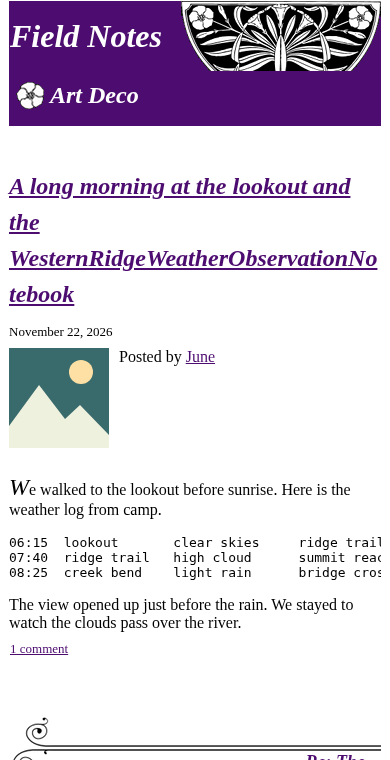 Field Notes
Art Deco
A long morning at the lookout and
the
WesternRidgeWeatherObservationNo
tebook
November 22, 2026
Posted by June
We walked to the lookout before sunrise. Here is the
weather log from camp.
06:15 lookout clear skies ridge trail
07:40 ridge trail high cloud summit reac
08:25 creek bend light rain bridge cros
The view opened up just before the rain. We stayed to
watch the clouds pass over the river.
1 comment
Re: The